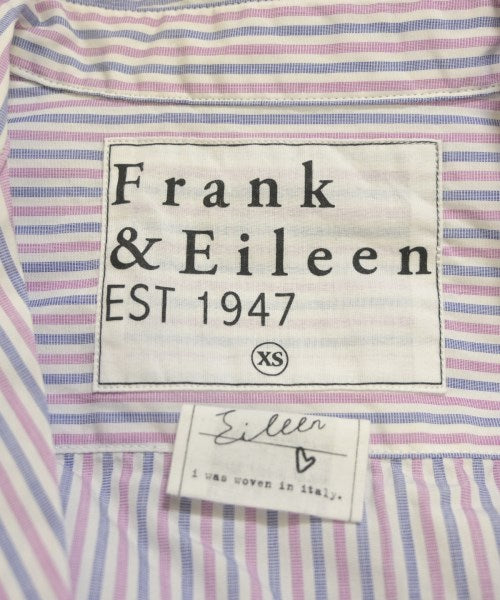 Frank
& Eileen
EST 1947
XS
Eileen
i was woven in italy.